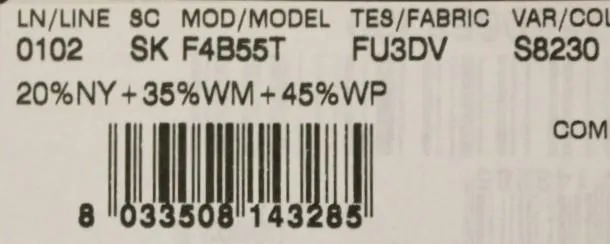 LN/LINE SC MOD/MODEL TES/FABRIC VAR/COL
0102 SK F4B55T FU3DV S8230
20%NY+35%WM+45%WP
COM
8 033508 143285